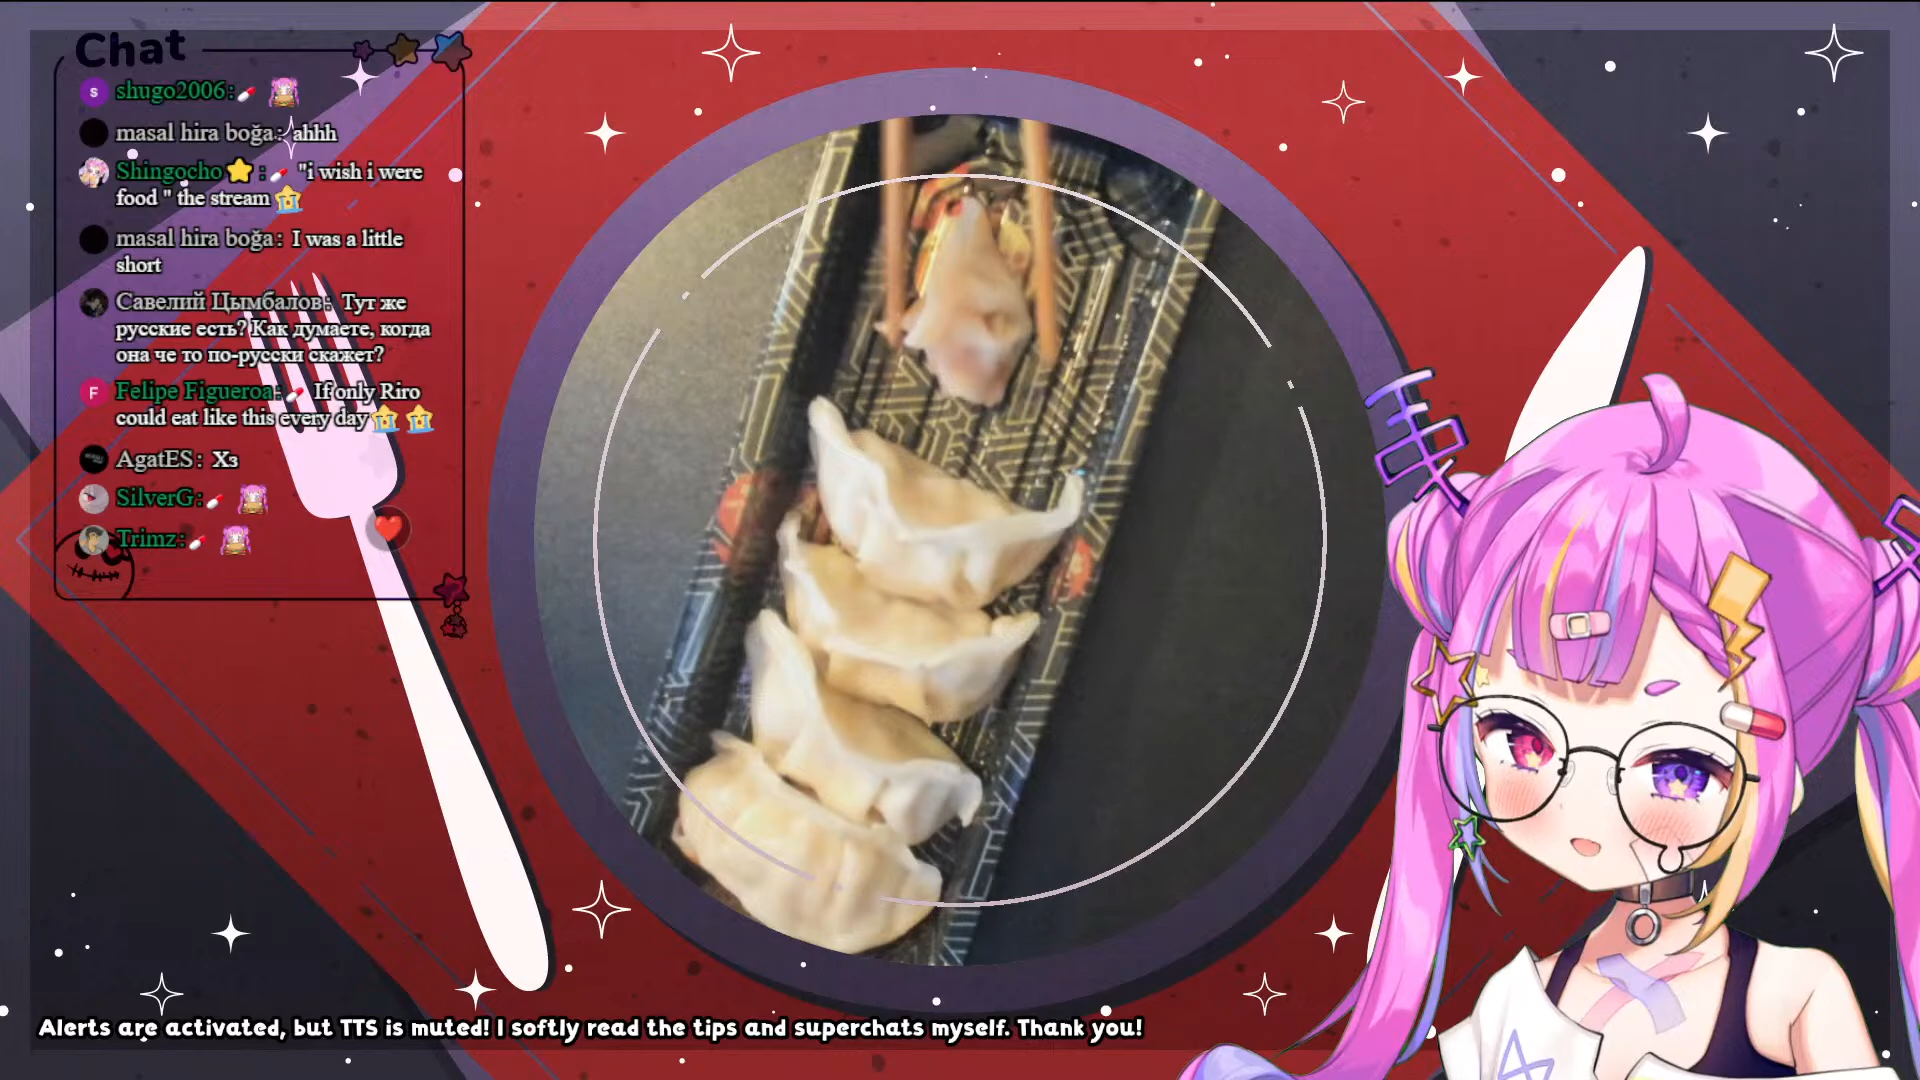 Chat
shugo2006:
masal hira boğa: ahhh
Shingocho : "i wish i were
food " the stream
masal hira boğa: I was a little
short
Савелий Цымбалов: Тут же
русские есть? Как думаете, когда
она че то по-русски скажет?
Felipe Figueroa: If only Riro
could eat like this every day
AgatES: Хз
SilverG:
Trimz:
Alerts are activated, but TTS is muted! I softly read the tips and superchats myself. Thank you!